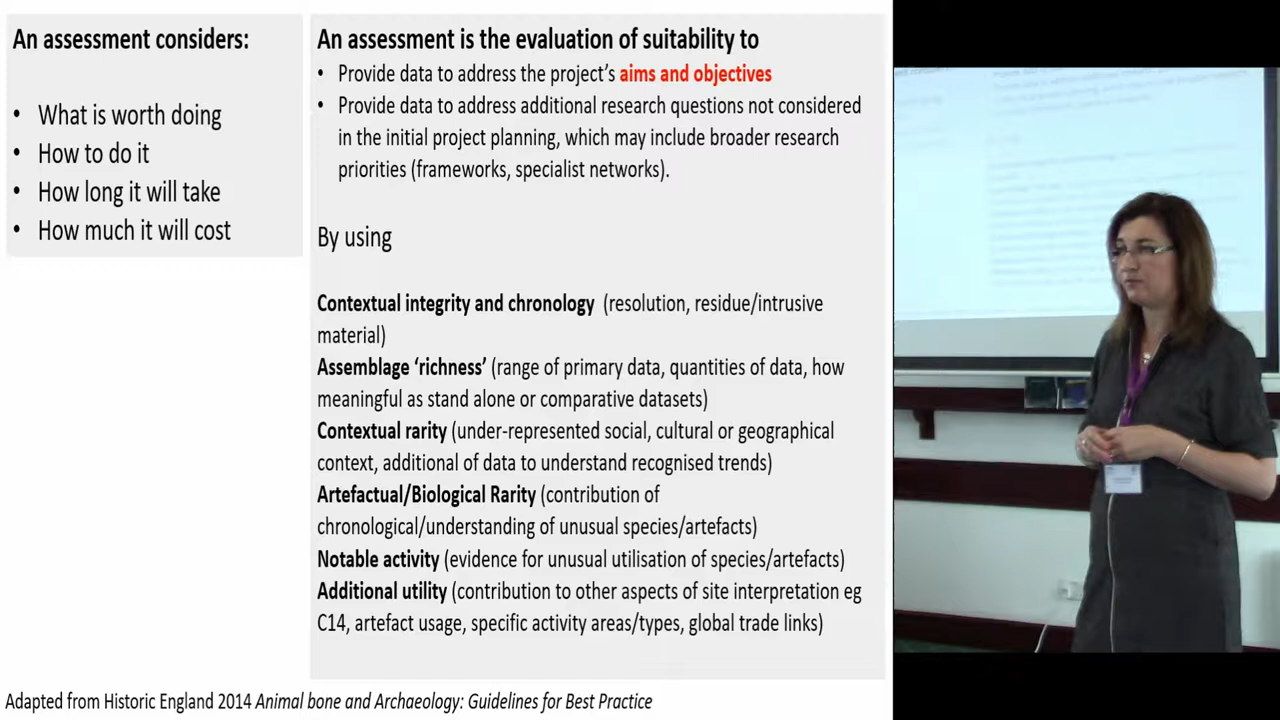 An assessment considers:
• What is worth doing
• How to do it
• How long it will take
• How much it will cost
An assessment is the evaluation of suitability to
• Provide data to address the project's aims and objectives
• Provide data to address additional research questions not considered
in the initial project planning, which may include broader research
priorities (frameworks, specialist networks).
By using
Contextual integrity and chronology (resolution, residue/intrusive
material)
Assemblage 'richness' (range of primary data, quantities of data, how
meaningful as stand alone or comparative datasets)
Contextual rarity (under-represented social, cultural or geographical
context, additional of data to understand recognised trends)
Artefactual/Biological Rarity (contribution of
chronological/understanding of unusual species/artefacts)
Notable activity (evidence for unusual utilisation of species/artefacts)
Additional utility (contribution to other aspects of site interpretation eg
C14, artefact usage, specific activity areas/types, global trade links)
Adapted from Historic England 2014 Animal bone and Archaeology: Guidelines for Best Practice